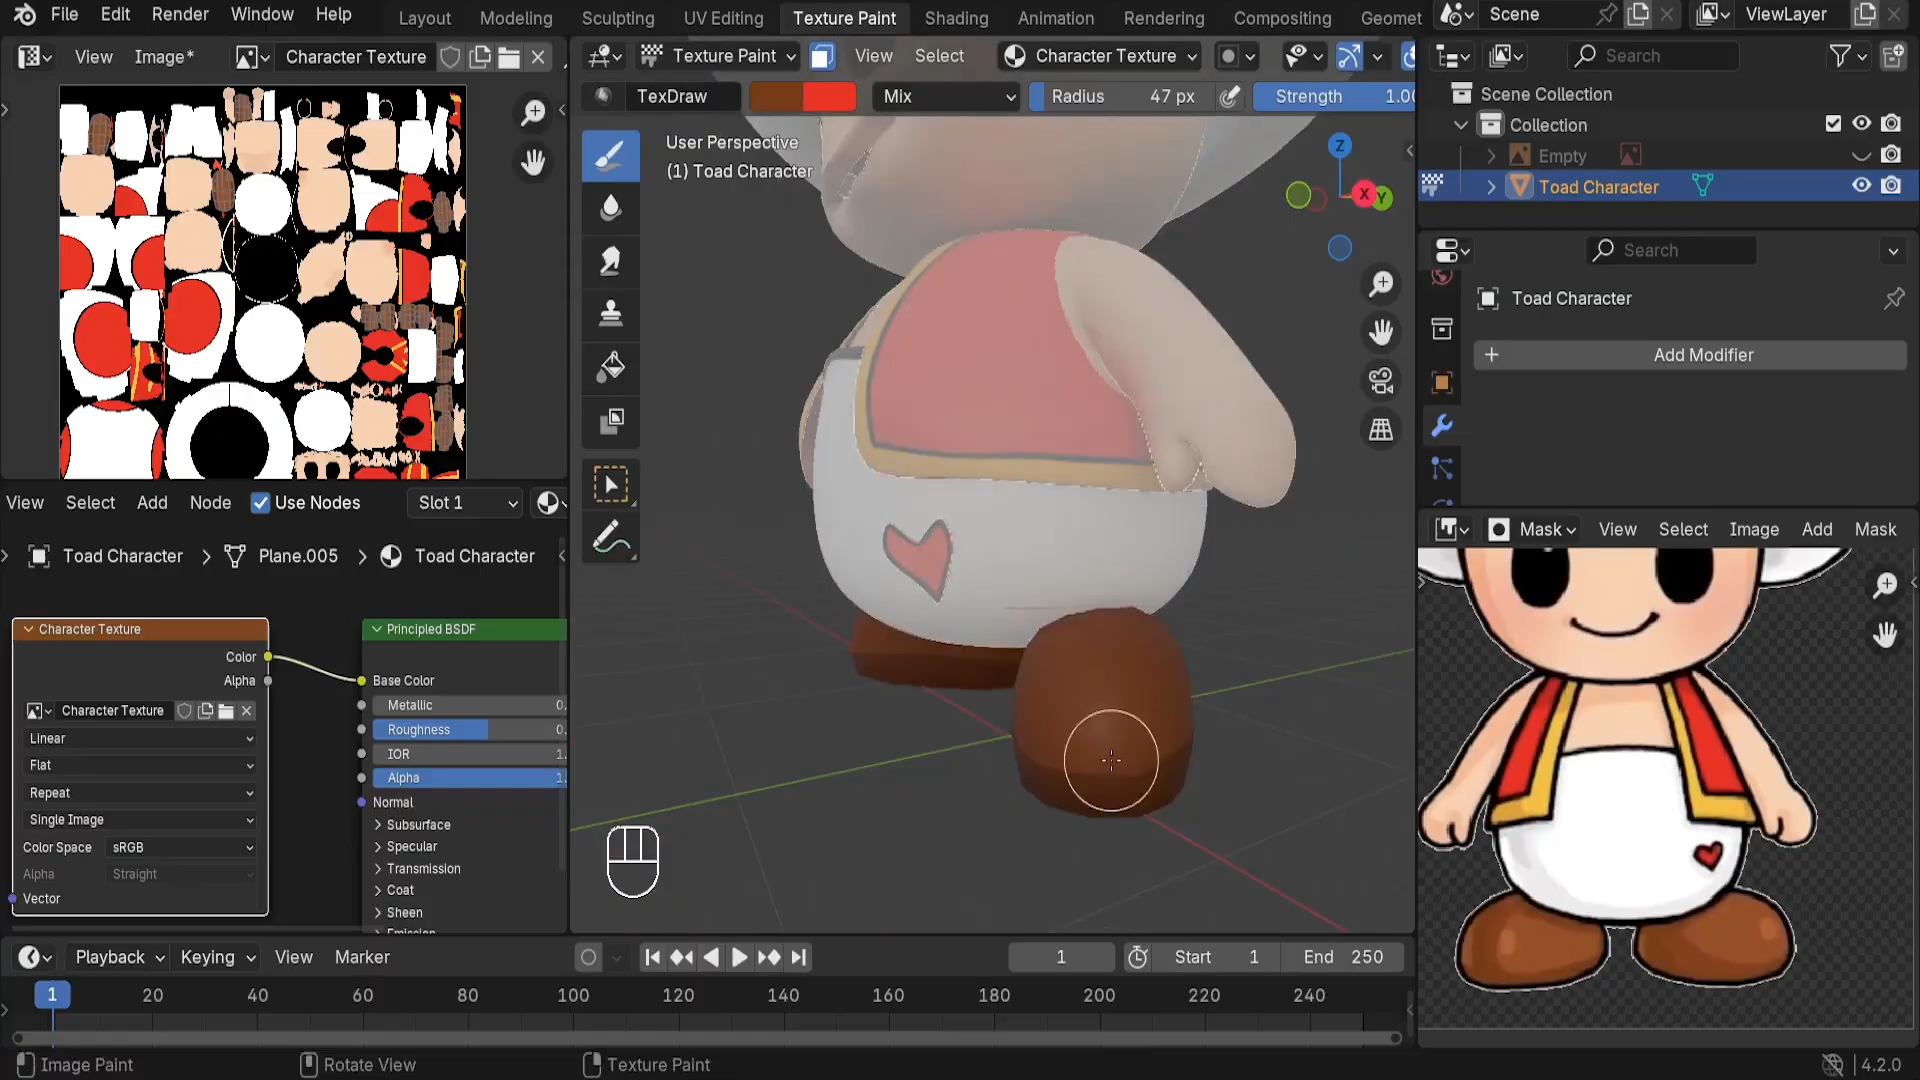 File Edit Render Window Help Layout Modeling Sculpting UV Editing Texture Paint Shading Animation Rendering Compositing Geomet Scene ViewLayer
View Image* Character Texture
Texture Paint View Select Character Texture
Search
TexDraw Mix Radius 47 px Strength 1.00
Scene Collection
Collection
Empty
Toad Character
User Perspective
(1) Toad Character
Z
X
Y
Search
Toad Character
Add Modifier
View Select Add Node Use Nodes Slot 1
Mask View Select Image Add Mask
Toad Character Plane.005 Toad Character
Character Texture
Color
Alpha
Character Texture
Linear
Flat
Repeat
Single Image
Color Space sRGB
Alpha Straight
Vector
Principled BSDF
Base Color
Metallic 0.
Roughness 0.
IOR 1.
Alpha 1.
Normal
Subsurface
Specular
Transmission
Coat
Sheen
Playback Keying View Marker 1 Start 1 End 250
1 20 40 60 80 100 120 140 160 180 200 220 240
Image Paint Rotate View Texture Paint 4.2.0